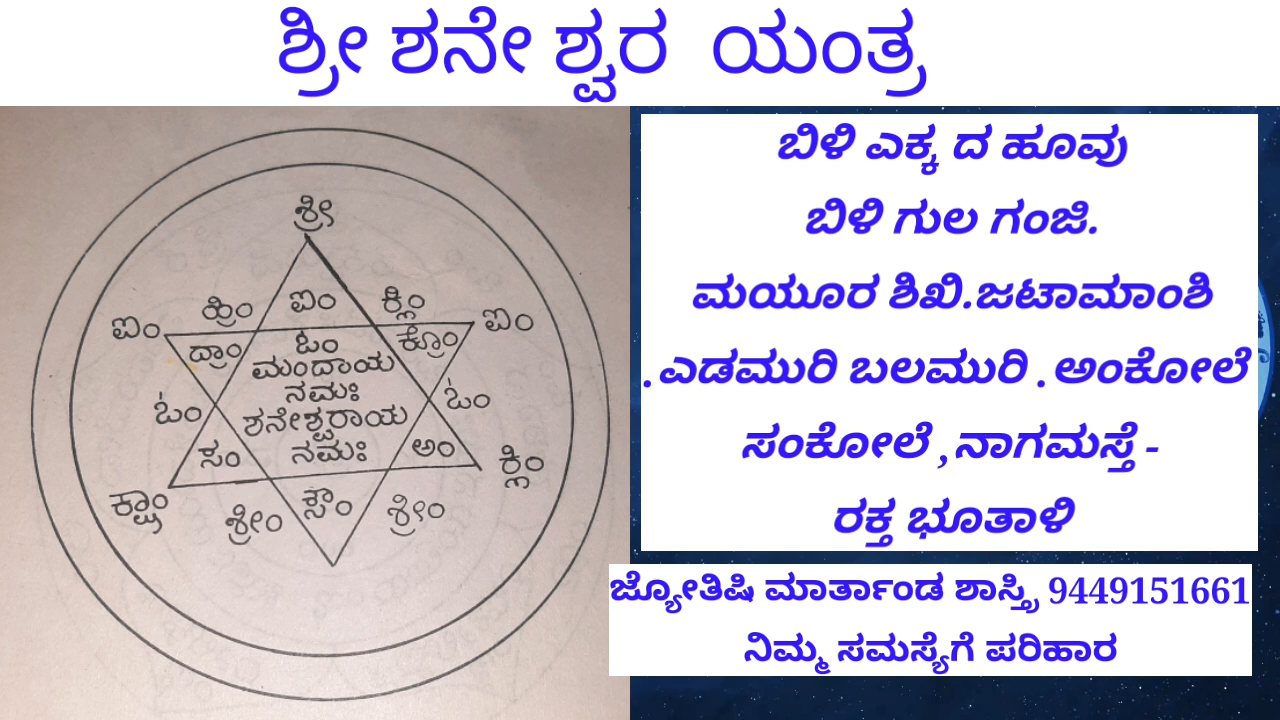 ಶ್ರೀ ಶನೇ ಶ್ವರ ಯಂತ್ರ
ಶ್ರೀ
ಐಂ ಹ್ರಿಂ ಐಂ ಕ್ಲಿಂ ಐಂ
ದ್ರಾಂ ಓಂ ಕ್ರೊಂ
ಮಂದಾಯ
ನಮಃ
ಓಂ ಶನೇಶ್ವರಾಯ ಓಂ
ಸಂ ನಮಃ ಅಂ ಕ್ಲಿಂ
ಶ್ರೀಂ ಸೌಂ ಶ್ರೀಂ
ಬಿಳಿ ಎಕ್ಕ ದ ಹೂವು
ಬಿಳಿ ಗುಲ ಗಂಜಿ.
ಮಯೂರ ಶಿಖಿ.ಜಟಾಮಾಂಶಿ
.ಎಡಮುರಿ ಬಲಮುರಿ .ಅಂಕೋಲೆ
ಸಂಕೋಲೆ ,ನಾಗಮಸ್ತೆ -
ರಕ್ತ ಭೂತಾಳಿ
ಜ್ಯೋತಿಷಿ ಮಾರ್ತಾಂಡ ಶಾಸ್ತ್ರಿ 9449151661
ನಿಮ್ಮ ಸಮಸ್ಯೆಗೆ ಪರಿಹಾರ